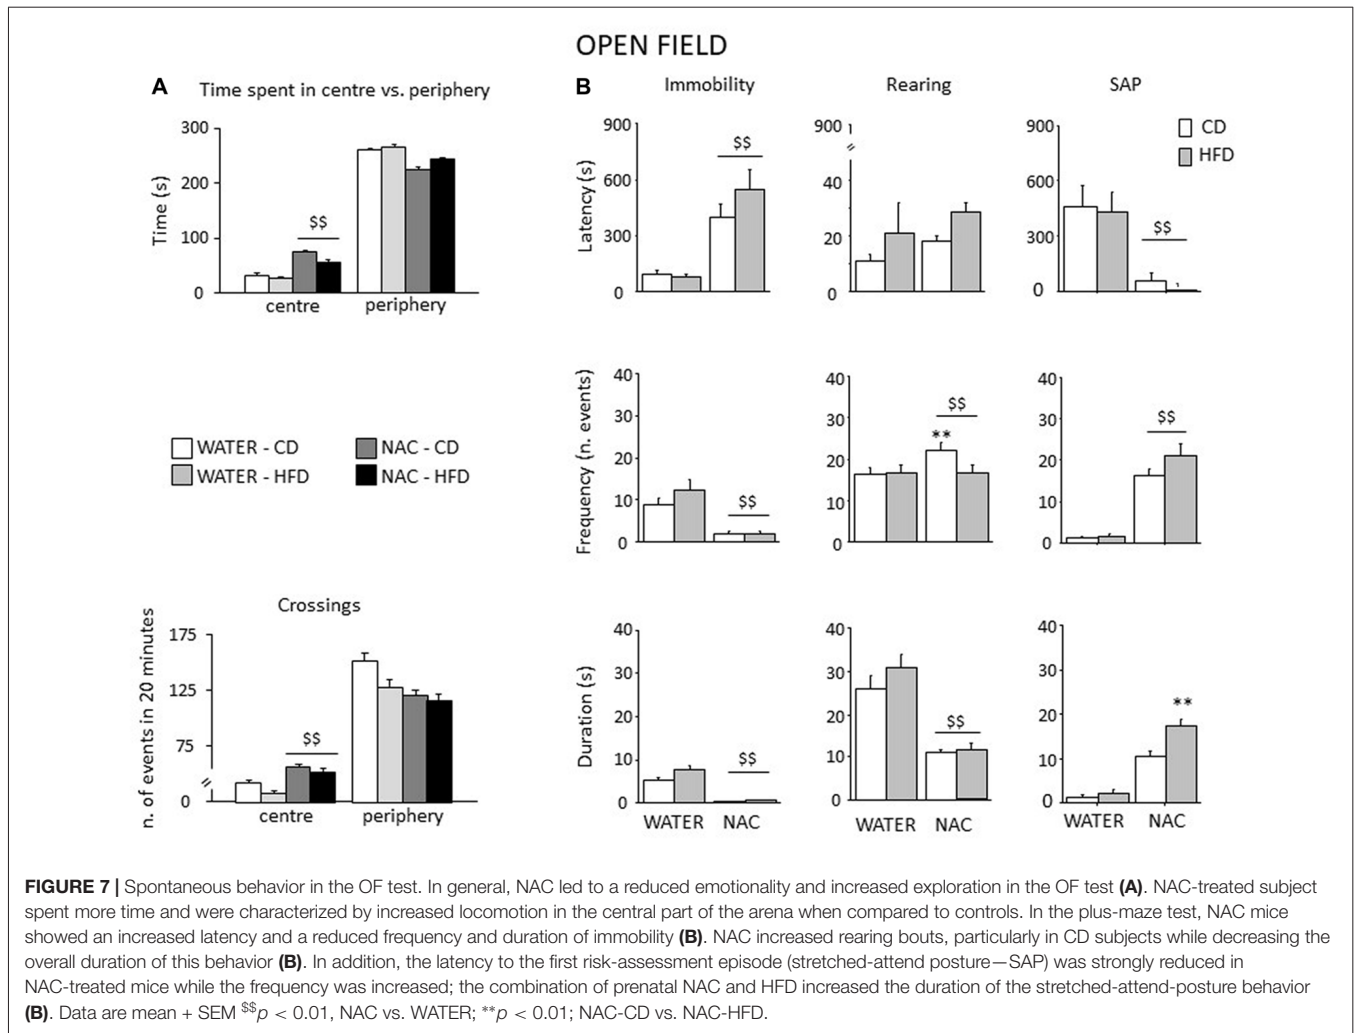 OPEN FIELD
A
Time spent in centre vs. periphery
Time (s)
300
200
100
0
$$
centre
periphery
WATER - CD
NAC - CD
WATER - HFD
NAC - HFD
Crossings
n. of events in 20 minutes
175
125
75
0
$$
centre
periphery
B
Immobility
Rearing
SAP
CD
HFD
Latency (s)
900
600
300
0
$$
900
40
20
0
900
600
300
0
$$
Frequency (n. events)
40
30
20
10
0
$$
40
30
20
10
0
$$
**
40
30
20
10
0
$$
Duration (s)
40
30
20
10
0
$$
WATER
NAC
40
30
20
10
0
$$
WATER
NAC
40
30
20
10
0
**
WATER
NAC
FIGURE 7 | Spontaneous behavior in the OF test. In general, NAC led to a reduced emotionality and increased exploration in the OF test (A). NAC-treated subject
spent more time and were characterized by increased locomotion in the central part of the arena when compared to controls. In the plus-maze test, NAC mice
showed an increased latency and a reduced frequency and duration of immobility (B). NAC increased rearing bouts, particularly in CD subjects while decreasing the
overall duration of this behavior (B). In addition, the latency to the first risk-assessment episode (stretched-attend posture—SAP) was strongly reduced in
NAC-treated mice while the frequency was increased; the combination of prenatal NAC and HFD increased the duration of the stretched-attend-posture behavior
(B). Data are mean + SEM $$p < 0.01, NAC vs. WATER; **p < 0.01; NAC-CD vs. NAC-HFD.